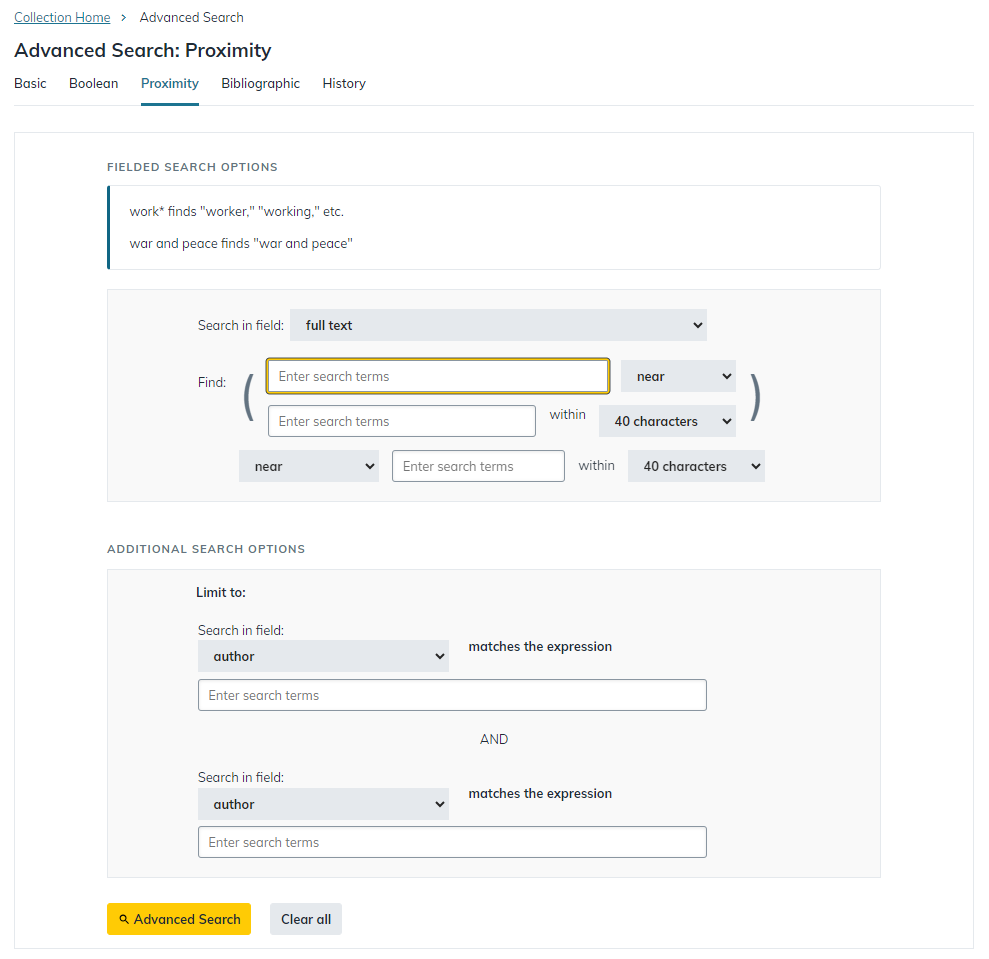 Collection Home > Advanced Search
Advanced Search: Proximity
Basic Boolean Proximity Bibliographic History
FIELDED SEARCH OPTIONS
work* finds "worker," "working," etc.
war and peace finds "war and peace"
Search in field: full text
Find: ( Enter search terms near )
Enter search terms within 40 characters
near Enter search terms within 40 characters
ADDITIONAL SEARCH OPTIONS
Limit to:
Search in field:
author matches the expression
Enter search terms
AND
Search in field:
author matches the expression
Enter search terms
Advanced Search Clear all